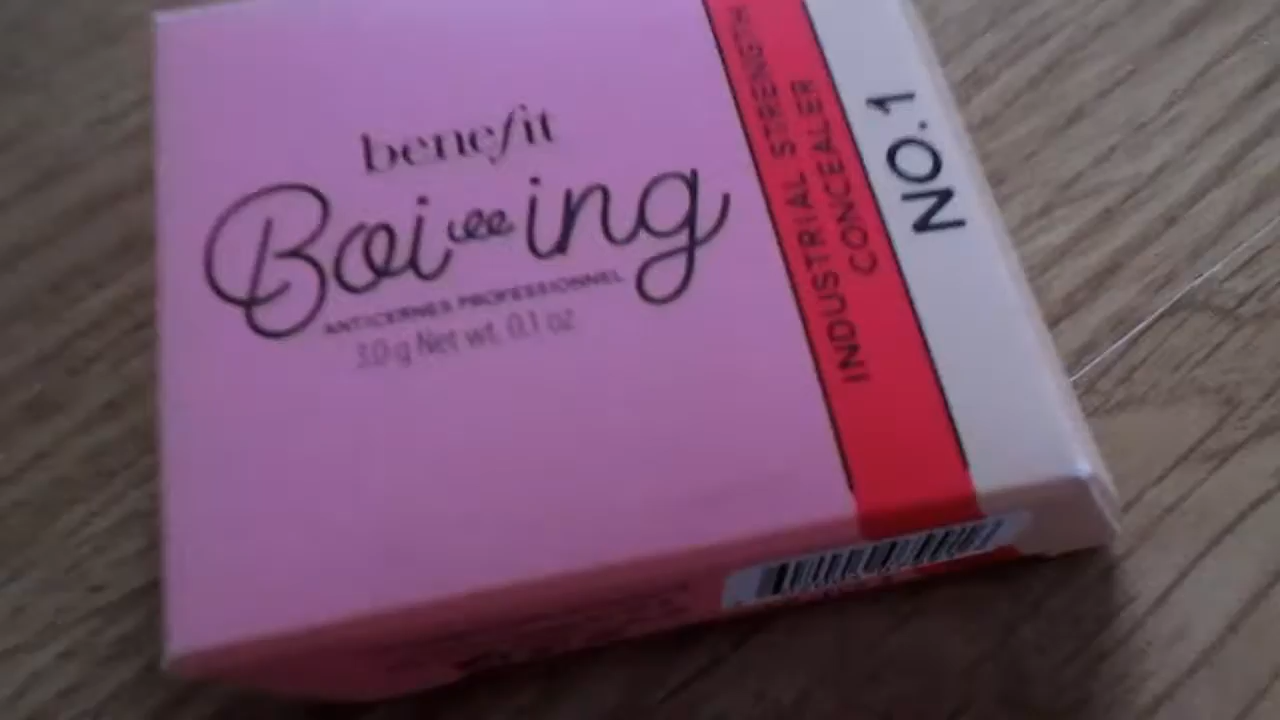 benefit
Boi-ing
ANTICERNES PROFESSIONNEL
3.0 g Net wt. 0.1 oz
INDUSTRIAL STRENGTH
CONCEALER
NO.1